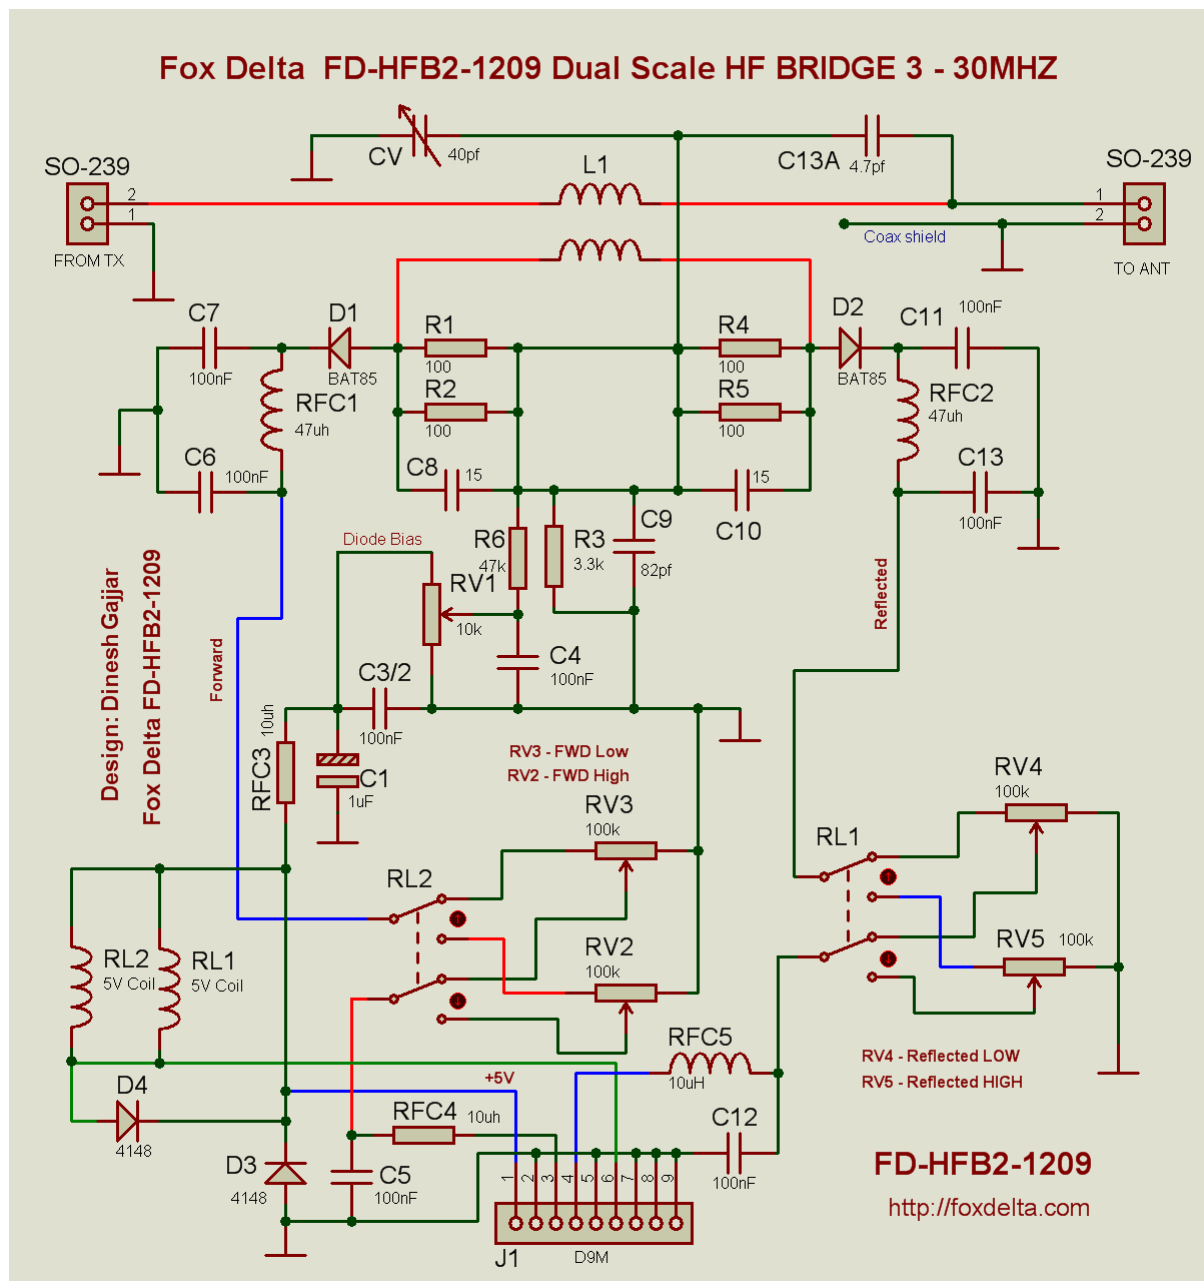 Fox Delta FD-HFB2-1209 Dual Scale HF BRIDGE 3 - 30MHZ
CV
40pf
C13A
4.7pf
SO-239
2
1
FROM TX
L1
SO-239
1
2
Coax shield
TO ANT
C7
100nF
D1
BAT85
R1
100
R4
100
D2
BAT85
C11
100nF
RFC1
47uh
R2
100
R5
100
RFC2
47uh
C6
100nF
C8
15
C10
15
C13
100nF
Diode Bias
RV1
10k
R6
47k
R3
3.3k
C9
82pf
Forward
Reflected
Design: Dinesh Gajjar
Fox Delta FD-HFB2-1209
C4
100nF
C3/2
100nF
10uh
RFC3
C1
1uF
RV3 - FWD Low
RV2 - FWD High
RV3
100k
RV4
100k
RL2
RL1
RV2
100k
RV5
100k
RL2
5V Coil
RL1
5V Coil
RFC5
10uH
RV4 - Reflected LOW
RV5 - Reflected HIGH
+5V
D4
4148
RFC4
10uh
C12
100nF
D3
4148
C5
100nF
1
2
3
4
5
6
7
8
9
J1
D9M
FD-HFB2-1209
http://foxdelta.com